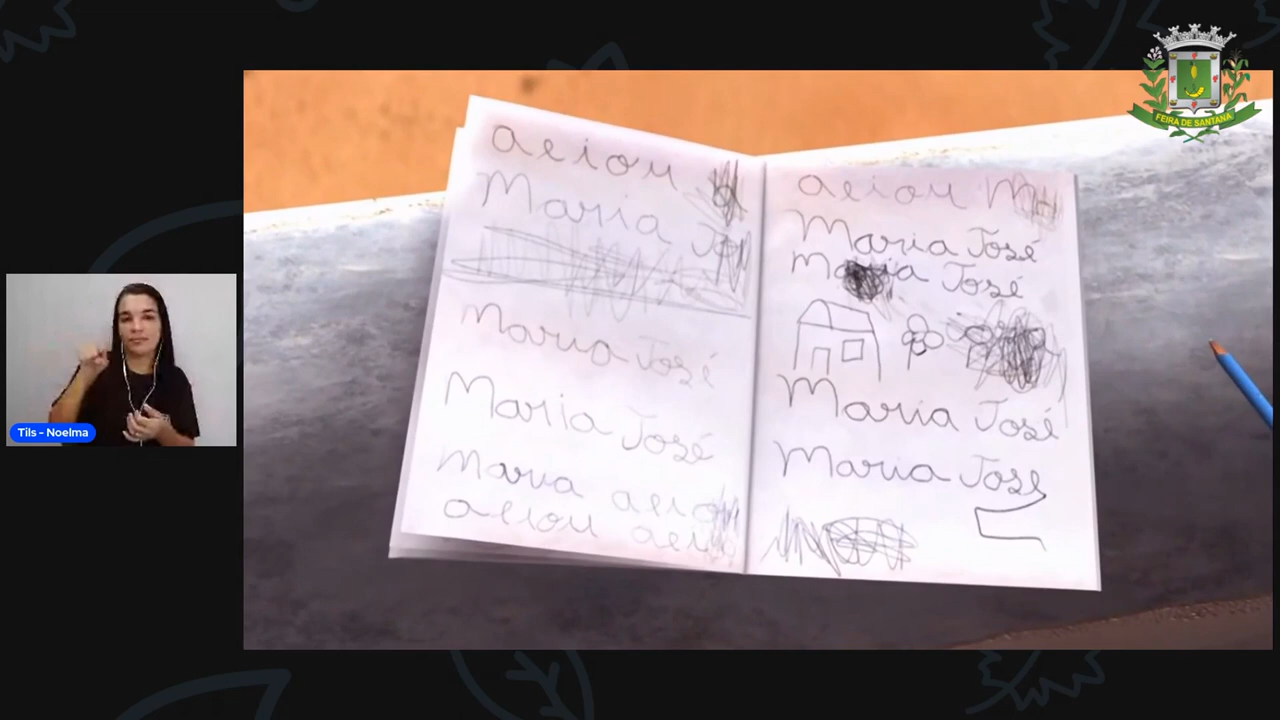 FEIRA DE SANTANA
aeiou
Maria
Maria José
Maria José
Maria aeiou
aeiou aei
aeiou M
Maria José
Maria José
Maria José
Maria José
Tils - Noelma